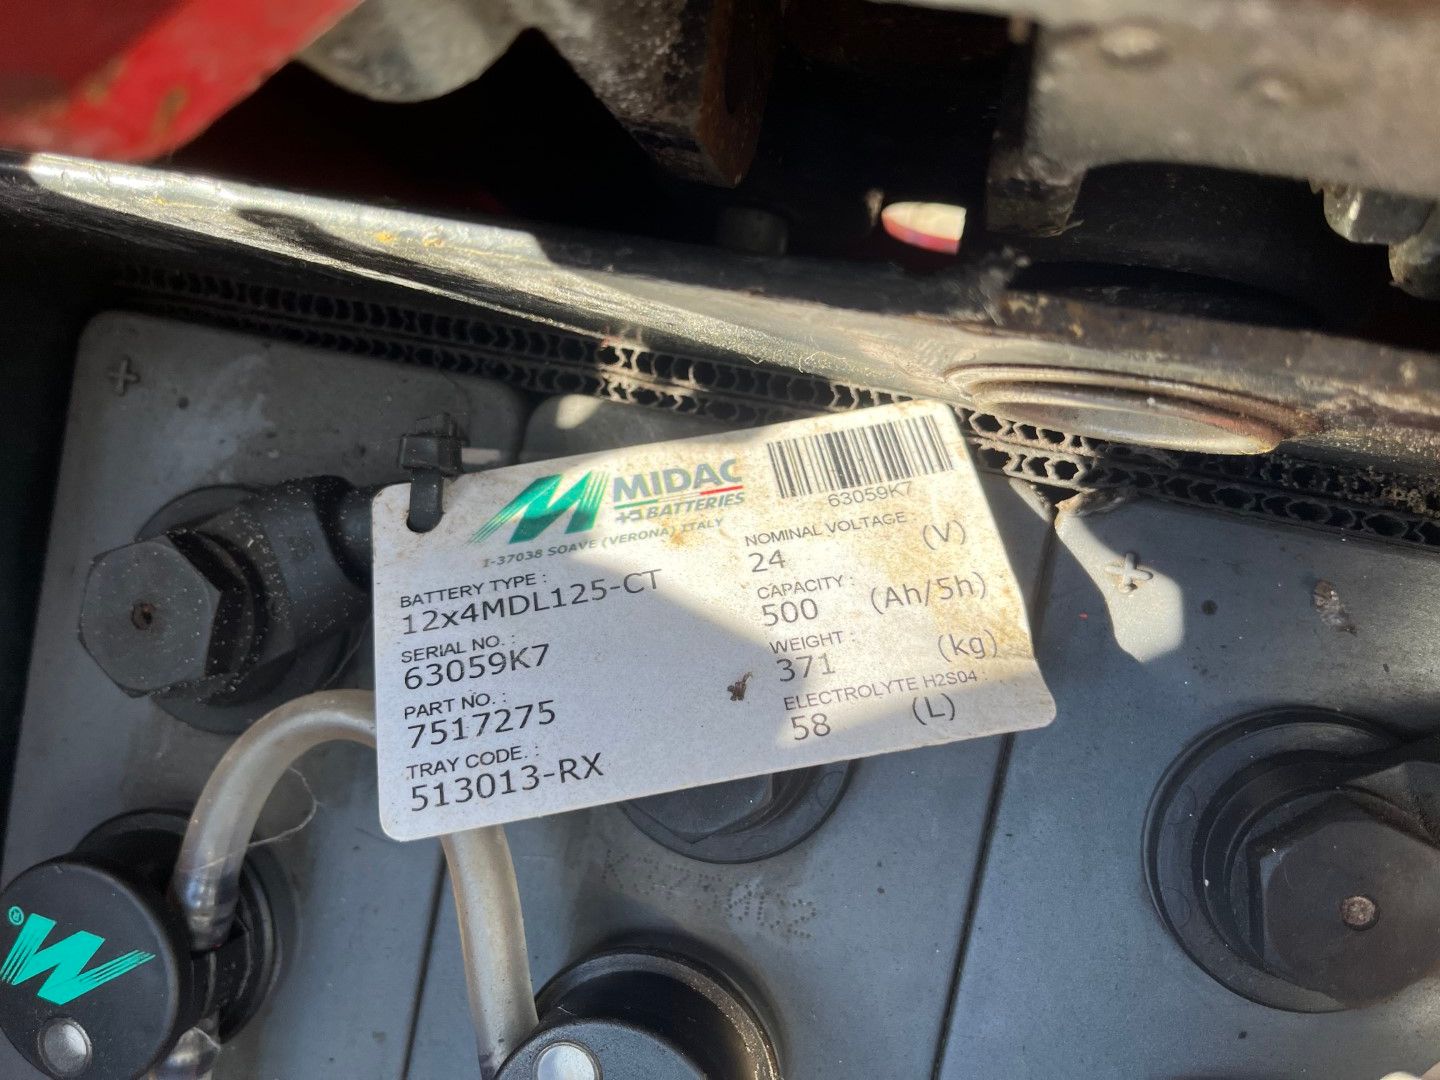 MIDAC
BATTERIES
I-37038 SOAVE (VERONA) ITALY
63059K7
BATTERY TYPE :
12x4MDL125-CT
SERIAL NO. :
63059K7
PART NO. :
7517275
TRAY CODE. :
513013-RX
NOMINAL VOLTAGE
24 (V)
CAPACITY :
500 (Ah/5h)
WEIGHT :
371 (kg)
ELECTROLYTE H2SO4 :
58 (L)
+
+
M®